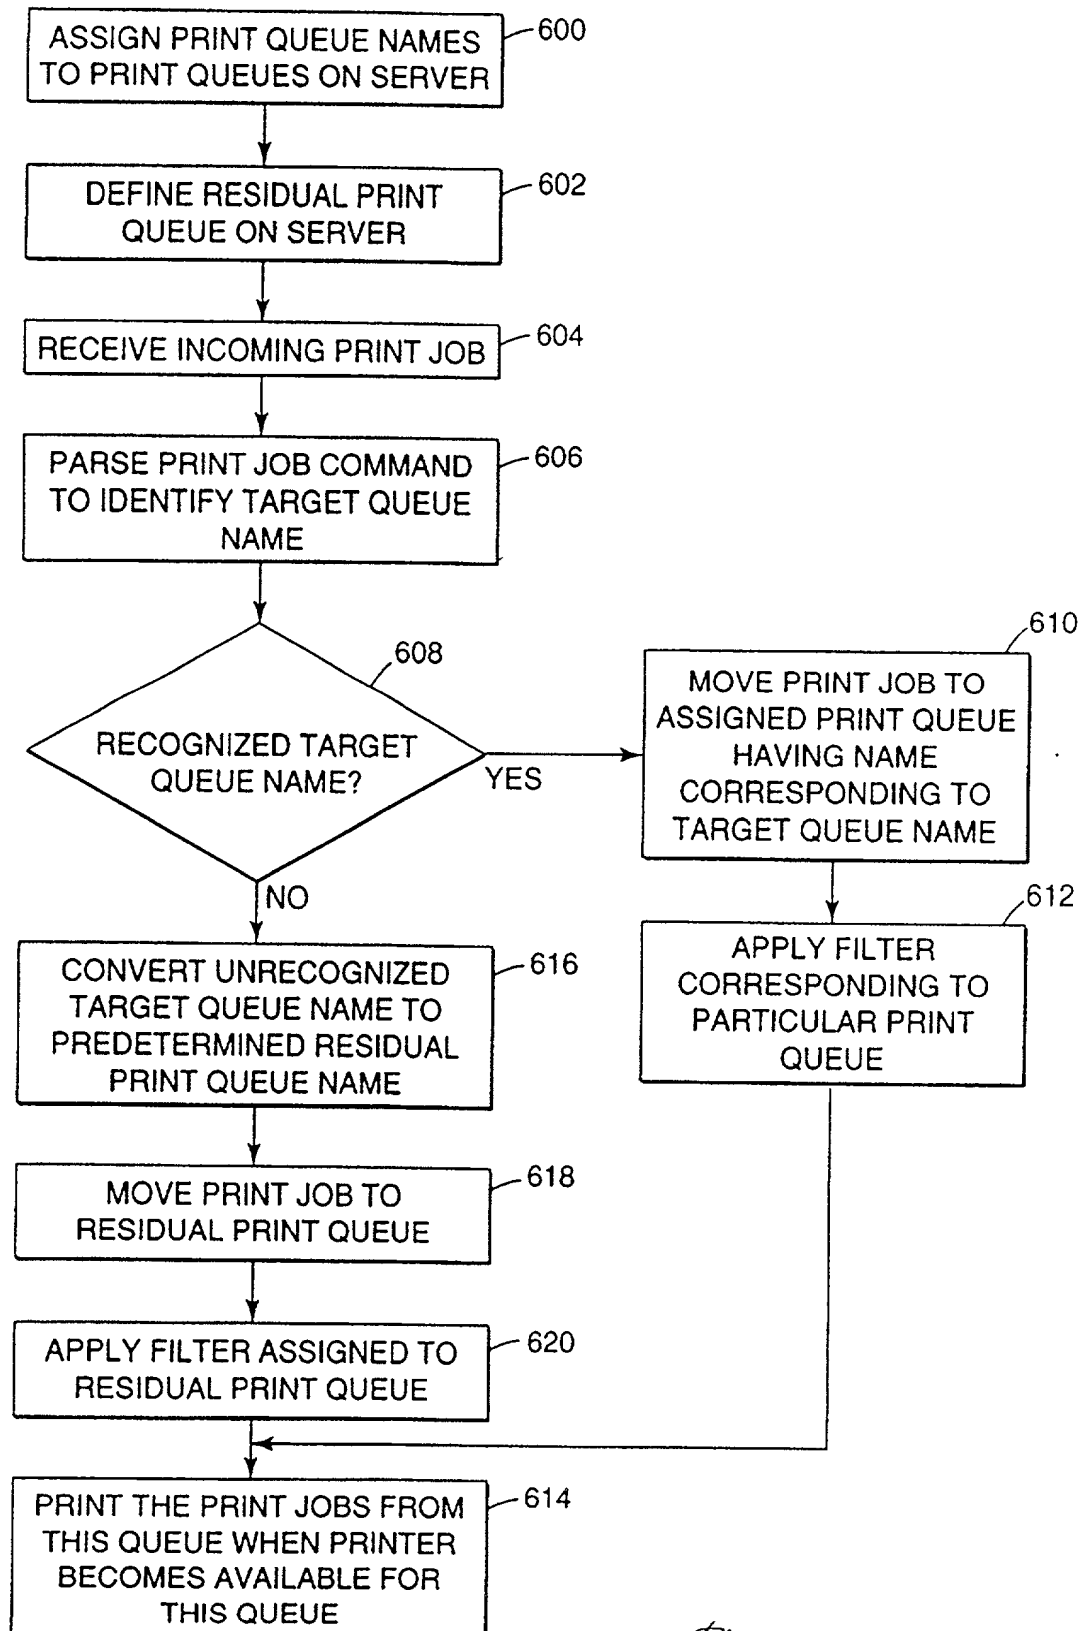 ASSIGN PRINT QUEUE NAMES
TO PRINT QUEUES ON SERVER
600
DEFINE RESIDUAL PRINT
QUEUE ON SERVER
602
RECEIVE INCOMING PRINT JOB
604
PARSE PRINT JOB COMMAND
TO IDENTIFY TARGET QUEUE
NAME
606
RECOGNIZED TARGET
QUEUE NAME?
608
YES
NO
MOVE PRINT JOB TO
ASSIGNED PRINT QUEUE
HAVING NAME
CORRESPONDING TO
TARGET QUEUE NAME
610
APPLY FILTER
CORRESPONDING TO
PARTICULAR PRINT
QUEUE
612
CONVERT UNRECOGNIZED
TARGET QUEUE NAME TO
PREDETERMINED RESIDUAL
PRINT QUEUE NAME
616
MOVE PRINT JOB TO
RESIDUAL PRINT QUEUE
618
APPLY FILTER ASSIGNED TO
RESIDUAL PRINT QUEUE
620
PRINT THE PRINT JOBS FROM
THIS QUEUE WHEN PRINTER
BECOMES AVAILABLE FOR
THIS QUEUE
614